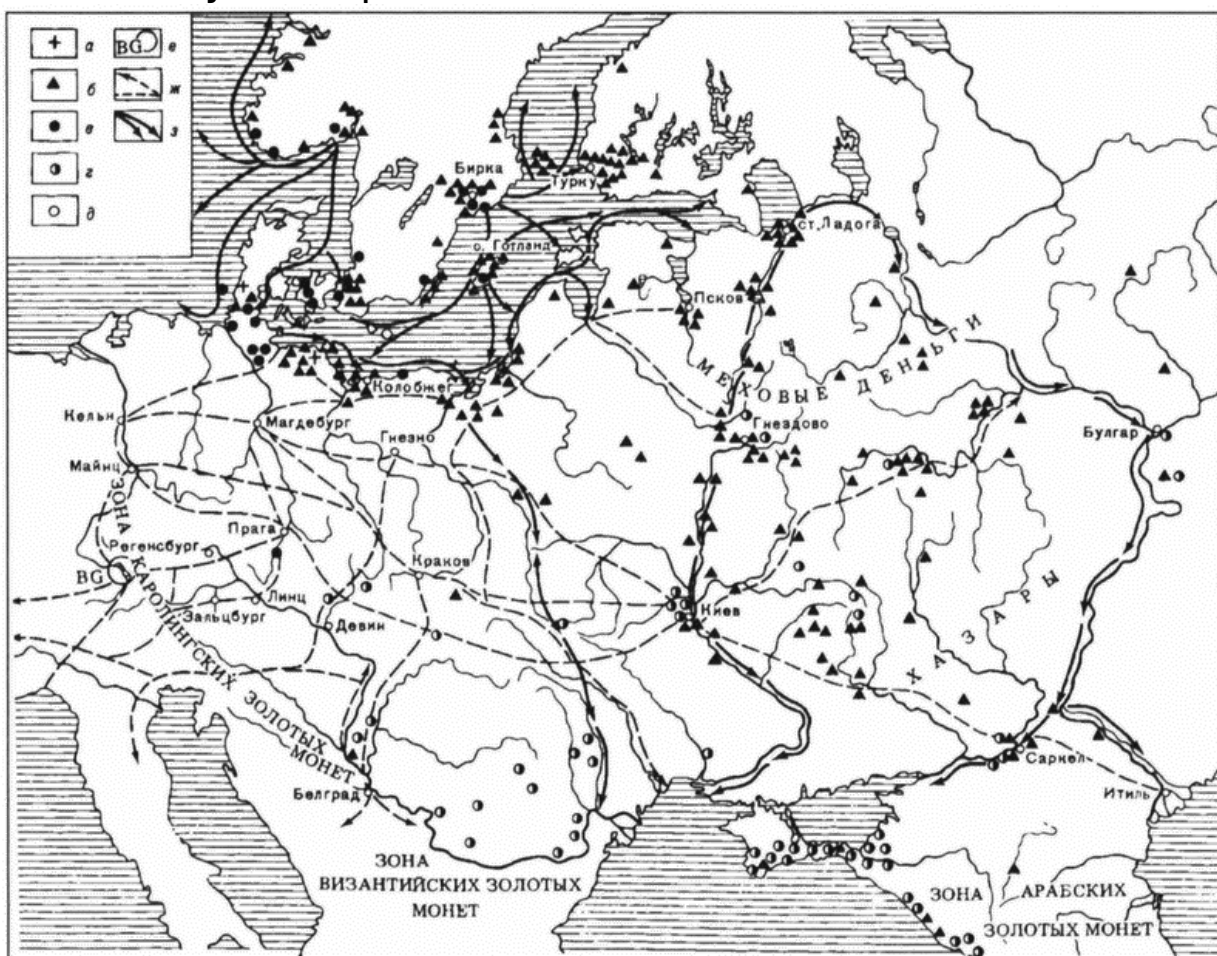 а
б
в
г
д
BG
е
ж
з
Бирка
Турку
о. Готланд
ст. Ладога
Псков
МЕХОВЫЕ ДЕНЬГИ
Колобжег
Кельн
Магдебург
Гнезно
Гнездово
Булгар
Майнц
ЗОНА
Прага
Регенсбург
Краков
BG
КАРОЛИНГСКИХ ЗОЛОТЫХ
МОНЕТ
Зальцбург
Линц
Девин
Киев
ХАЗАРЫ
Саркел
Белград
Итиль
ЗОНА
ВИЗАНТИЙСКИХ ЗОЛОТЫХ
МОНЕТ
ЗОНА АРАБСКИХ
ЗОЛОТЫХ МОНЕТ